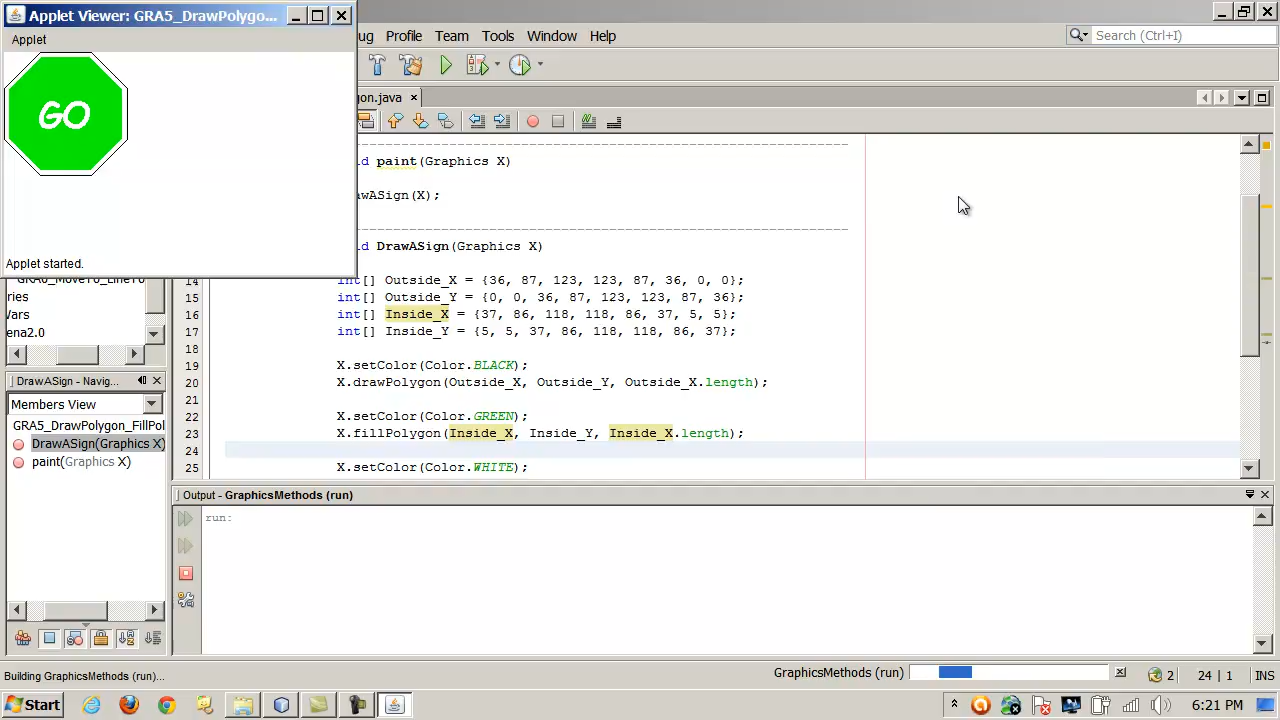 Applet Viewer: GRA5_DrawPolygo...
Applet
GO
Applet started.
ug Profile Team Tools Window Help
Search (Ctrl+I)
gon.java
id paint(Graphics X)
awASign(X);
id DrawASign(Graphics X)
14 int[] Outside_X = {36, 87, 123, 123, 87, 36, 0, 0};
15 int[] Outside_Y = {0, 0, 36, 87, 123, 123, 87, 36};
16 int[] Inside_X = {37, 86, 118, 118, 86, 37, 5, 5};
17 int[] Inside_Y = {5, 5, 37, 86, 118, 118, 86, 37};
18
19 X.setColor(Color.BLACK);
20 X.drawPolygon(Outside_X, Outside_Y, Outside_X.length);
21
22 X.setColor(Color.GREEN);
23 X.fillPolygon(Inside_X, Inside_Y, Inside_X.length);
24
25 X.setColor(Color.WHITE);
GRA6_MoveTo_LineTo
ries
Wars
ena2.0
DrawASign - Navig...
Members View
GRA5_DrawPolygon_FillPol
DrawASign(Graphics X)
paint(Graphics X)
Output - GraphicsMethods (run)
run:
Building GraphicsMethods (run)...
GraphicsMethods (run)
2
24 | 1
INS
Start
6:21 PM